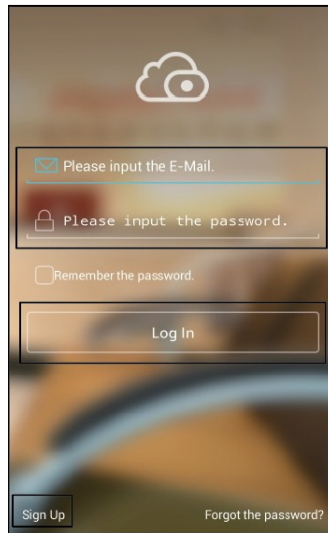 Please input the E-Mail.
Please input the password.
Remember the password.
Log In
Sign Up
Forgot the password?